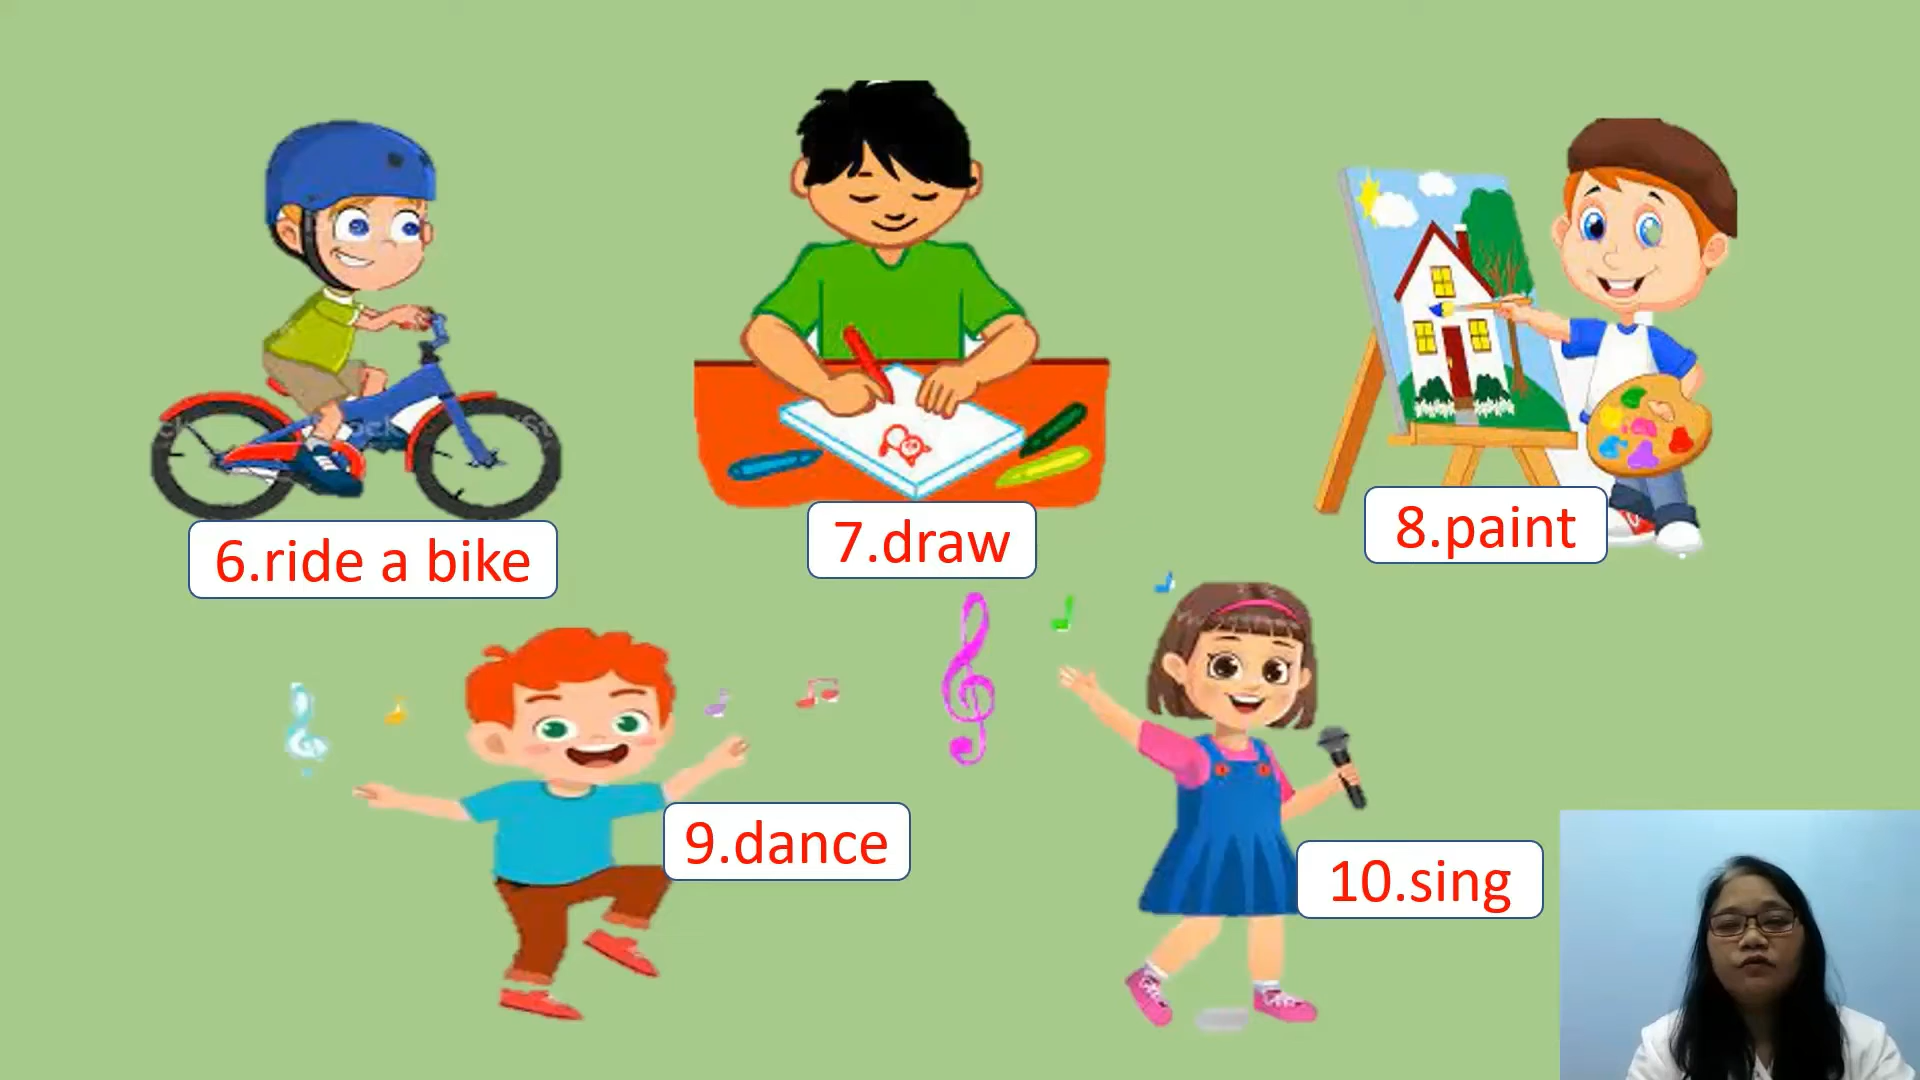 6.ride a bike
7.draw
8.paint
9.dance
10.sing